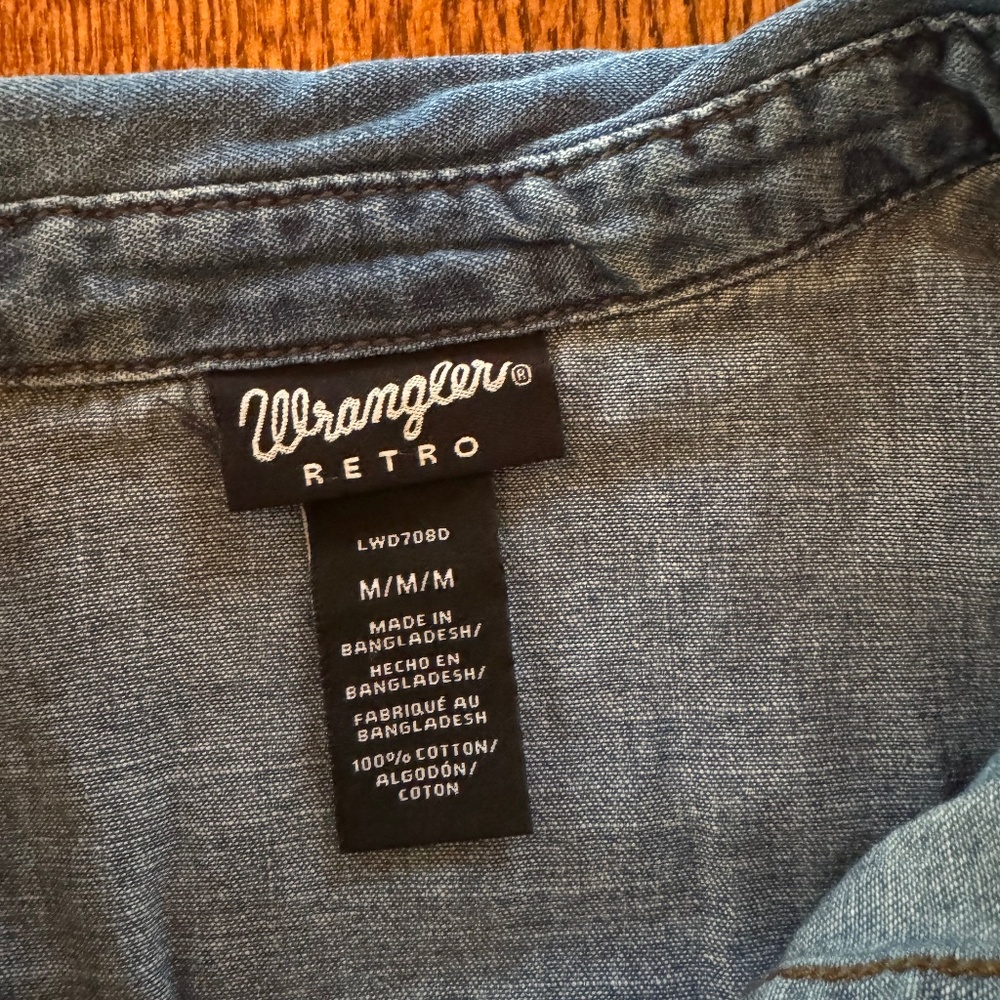 Wrangler®
RETRO
LWD708D
M/M/M
MADE IN
BANGLADESH/
HECHO EN
BANGLADESH/
FABRIQUÉ AU
BANGLADESH
100% COTTON/
ALGODÓN/
COTON